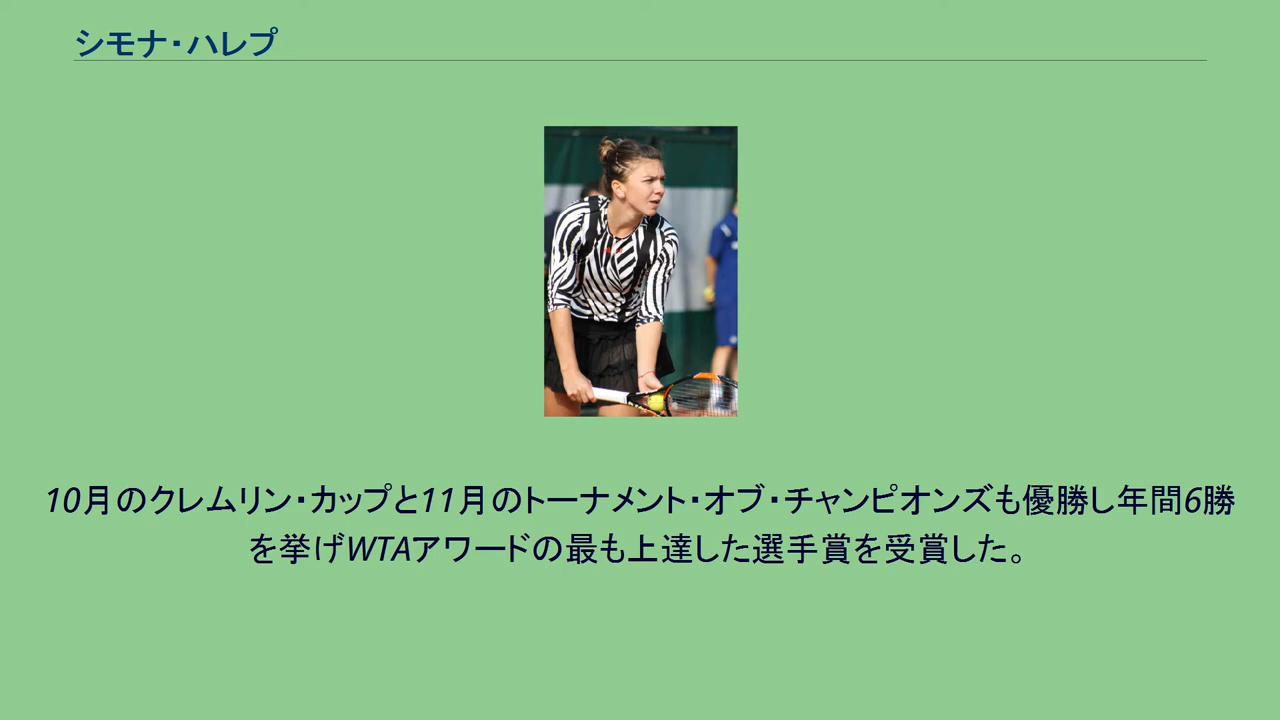 シモナ・ハレプ
10月のクレムリン・カップと11月のトーナメント・オブ・チャンピオンズも優勝し年間6勝
を挙げWTAアワードの最も上達した選手賞を受賞した。